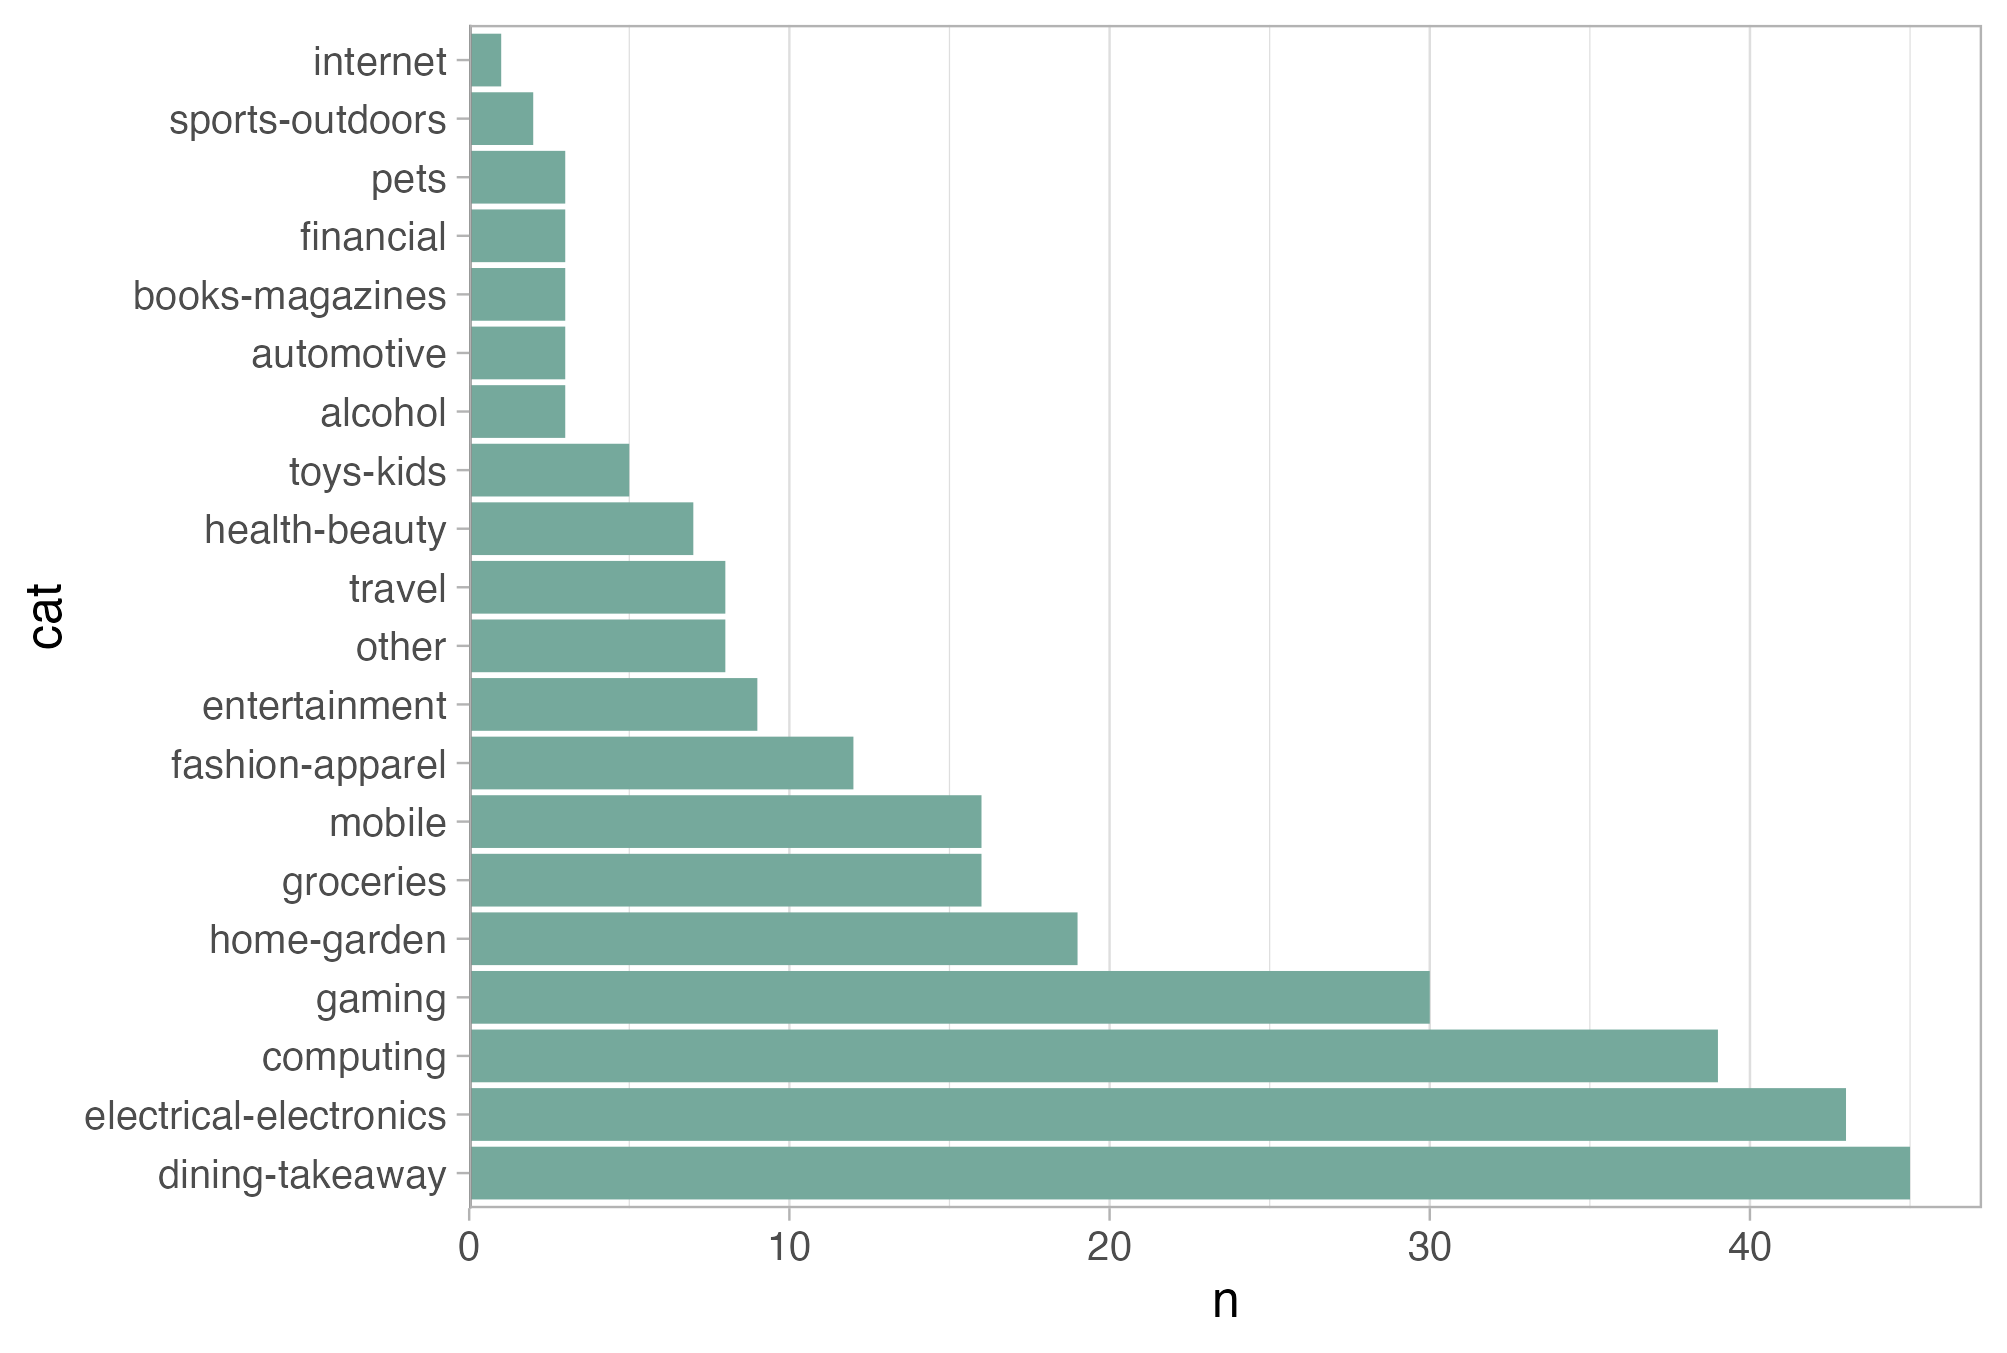 internet
sports-outdoors
pets
financial
books-magazines
automotive
alcohol
toys-kids
health-beauty
travel
other
entertainment
fashion-apparel
mobile
groceries
home-garden
gaming
computing
electrical-electronics
dining-takeaway
cat
0 10 20 30 40
n